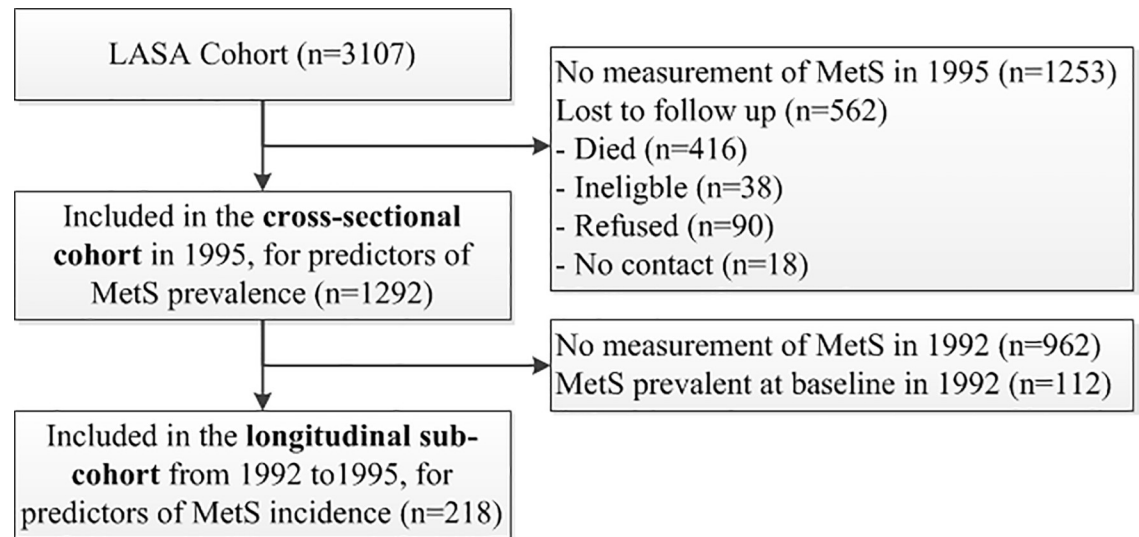 LASA Cohort (n=3107)
No measurement of MetS in 1995 (n=1253)
Lost to follow up (n=562)
- Died (n=416)
- Ineligble (n=38)
- Refused (n=90)
- No contact (n=18)
Included in the cross-sectional
cohort in 1995, for predictors of
MetS prevalence (n=1292)
No measurement of MetS in 1992 (n=962)
MetS prevalent at baseline in 1992 (n=112)
Included in the longitudinal sub-
cohort from 1992 to1995, for
predictors of MetS incidence (n=218)